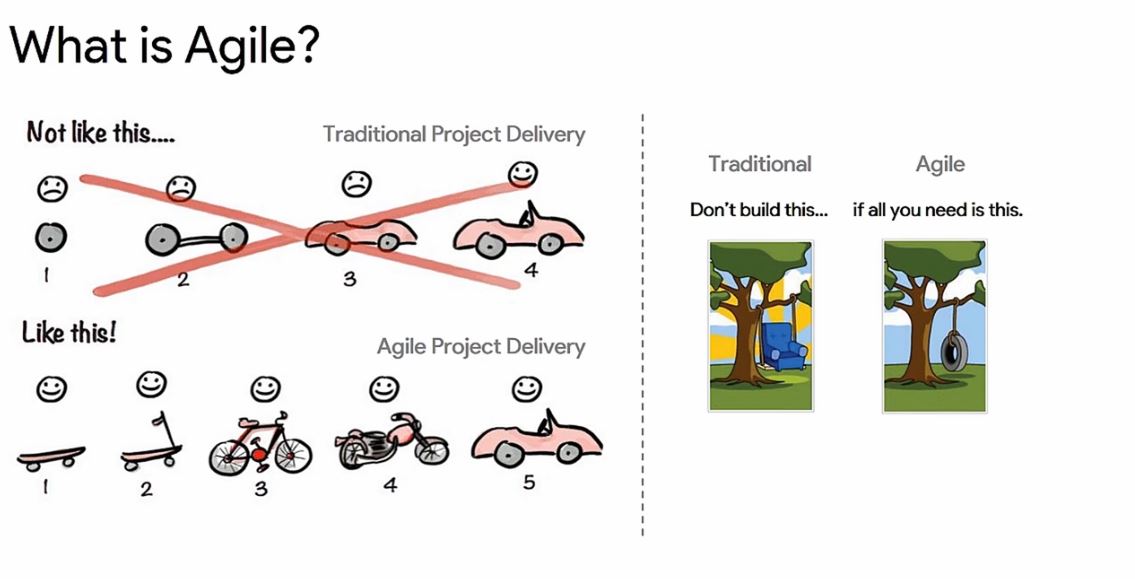 What is Agile?
Not like this....
Traditional Project Delivery
1
2
3
4
Like this!
Agile Project Delivery
1
2
3
4
5
Traditional
Agile
Don't build this...
if all you need is this.